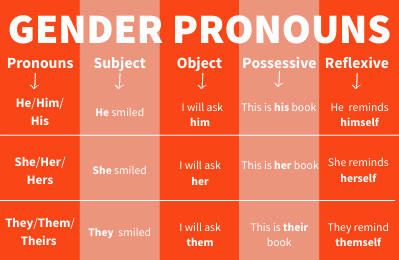 GENDER PRONOUNS
Pronouns Subject Object Possessive Reflexive
He/Him/
His
He smiled
I will ask
him
This is his book
He reminds
himself
She/Her/
Hers
She smiled
I will ask
her
This is her book
She reminds
herself
They/Them/
Theirs
They smiled
I will ask
them
This is their
book
They remind
themself